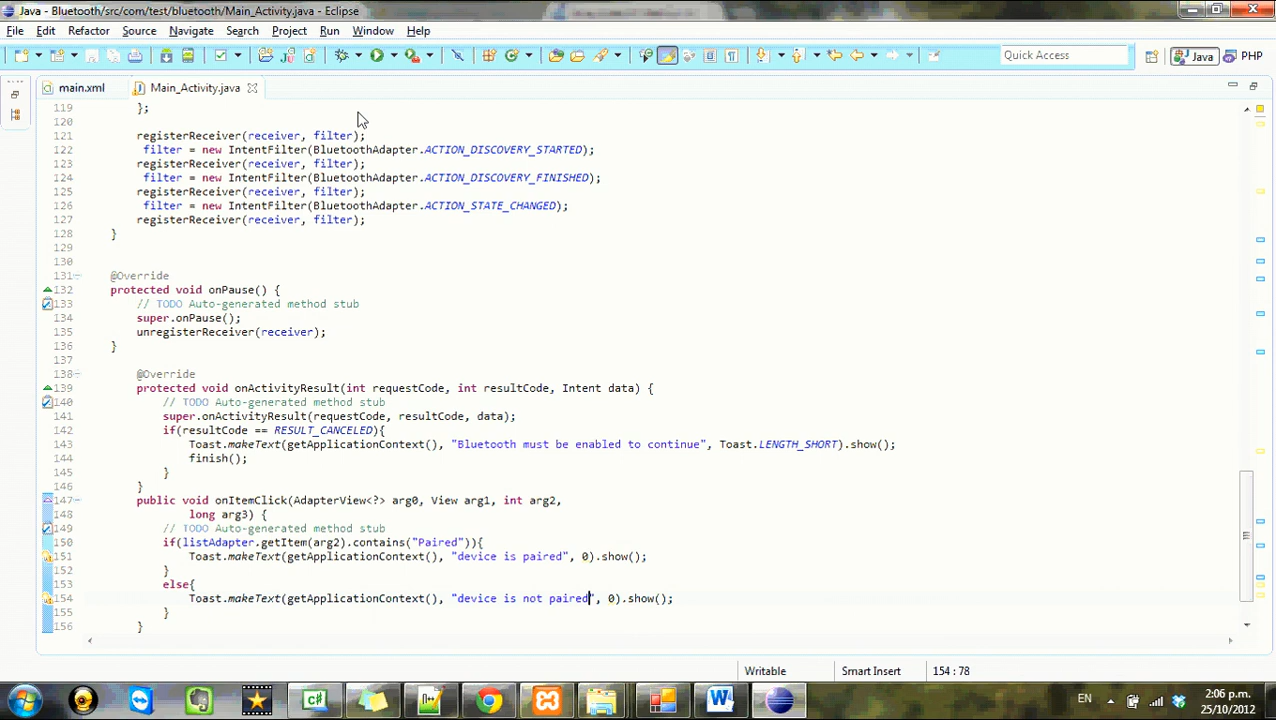 Java - Bluetooth/src/com/test/bluetooth/Main_Activity.java - Eclipse
File Edit Refactor Source Navigate Search Project Run Window Help
Quick Access Java PHP
main.xml Main_Activity.java
119 };
120
121 registerReceiver(receiver, filter);
122 filter = new IntentFilter(BluetoothAdapter.ACTION_DISCOVERY_STARTED);
123 registerReceiver(receiver, filter);
124 filter = new IntentFilter(BluetoothAdapter.ACTION_DISCOVERY_FINISHED);
125 registerReceiver(receiver, filter);
126 filter = new IntentFilter(BluetoothAdapter.ACTION_STATE_CHANGED);
127 registerReceiver(receiver, filter);
128 }
129
130
131 @Override
132 protected void onPause() {
133 // TODO Auto-generated method stub
134 super.onPause();
135 unregisterReceiver(receiver);
136 }
137
138 @Override
139 protected void onActivityResult(int requestCode, int resultCode, Intent data) {
140 // TODO Auto-generated method stub
141 super.onActivityResult(requestCode, resultCode, data);
142 if(resultCode == RESULT_CANCELED){
143 Toast.makeText(getApplicationContext(), "Bluetooth must be enabled to continue", Toast.LENGTH_SHORT).show();
144 finish();
145 }
146 }
147 public void onItemClick(AdapterView<?> arg0, View arg1, int arg2,
148 long arg3) {
149 // TODO Auto-generated method stub
150 if(listAdapter.getItem(arg2).contains("Paired")){
151 Toast.makeText(getApplicationContext(), "device is paired", 0).show();
152 }
153 else{
154 Toast.makeText(getApplicationContext(), "device is not paired", 0).show();
155 }
156 }
Writable Smart Insert 154 : 78
EN 2:06 p.m.
25/10/2012